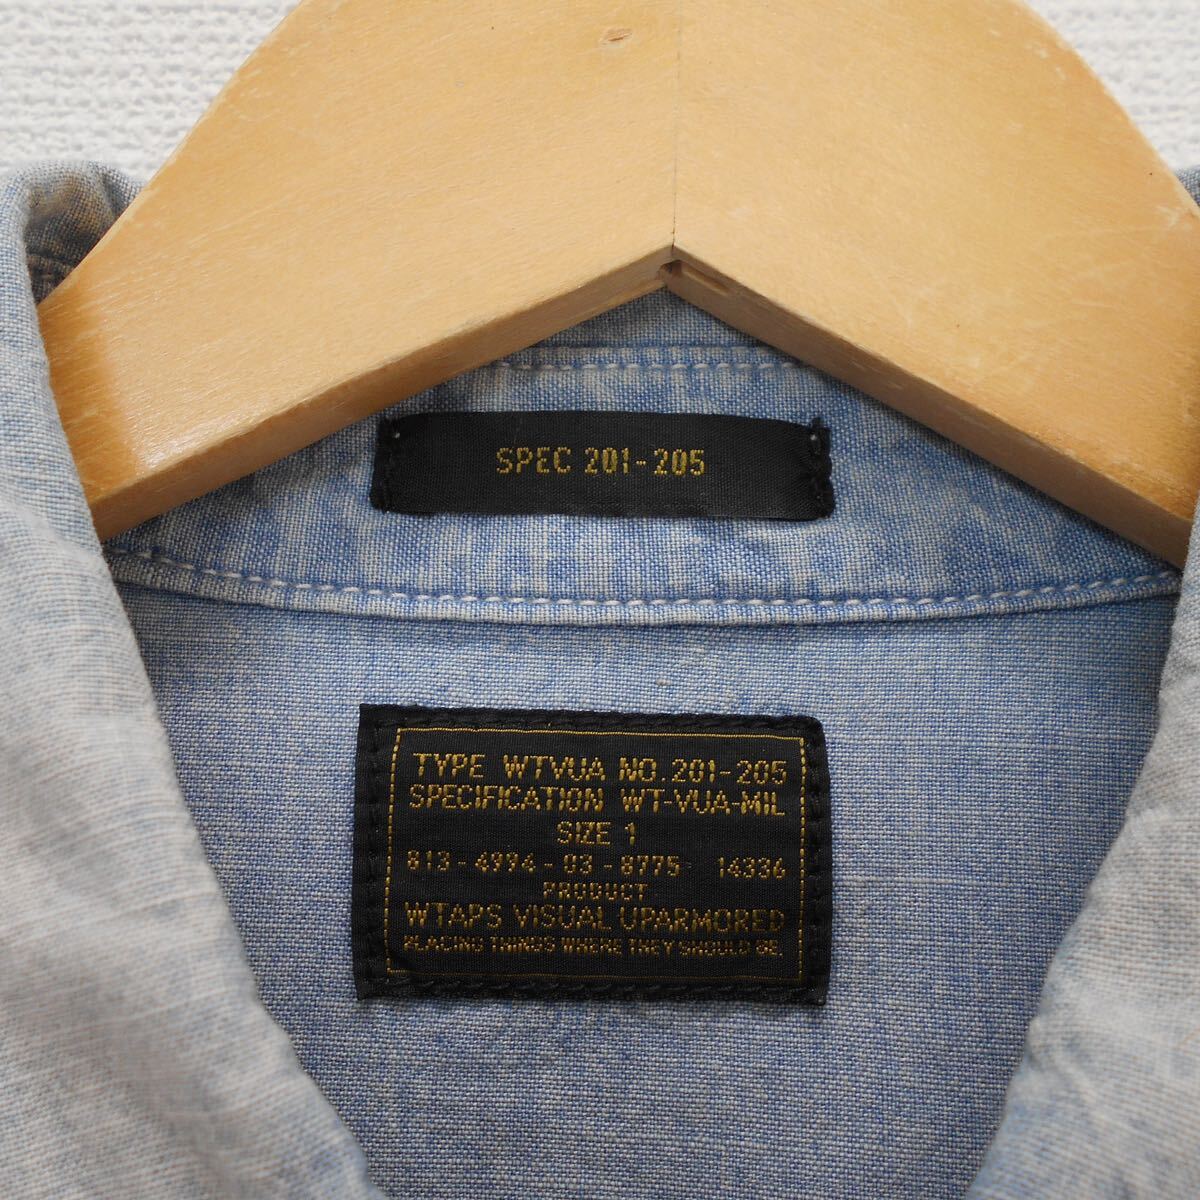 SPEC 201-205
TYPE WTVUA NO.201-205
SPECIFICATION WT-VUA-MIL
SIZE 1
813-4994-03-8775 14336
PRODUCT
WTAPS VISUAL UPARMORED
PLACING THINGS WHERE THEY SHOULD BE.